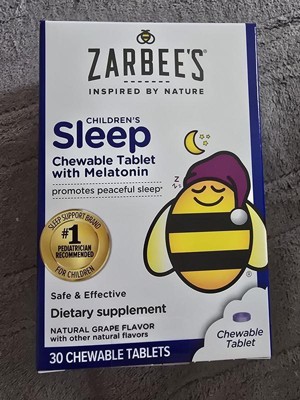 ZARBEE'S®
INSPIRED BY NATURE
CHILDREN'S
Sleep
Chewable Tablet
with Melatonin
promotes peaceful sleep*
SLEEP SUPPORT BRAND
#1
PEDIATRICIAN
RECOMMENDED
FOR CHILDREN
z
z
z
®
Safe & Effective
Dietary supplement
NATURAL GRAPE FLAVOR
with other natural flavors
30 CHEWABLE TABLETS
Chewable
Tablet